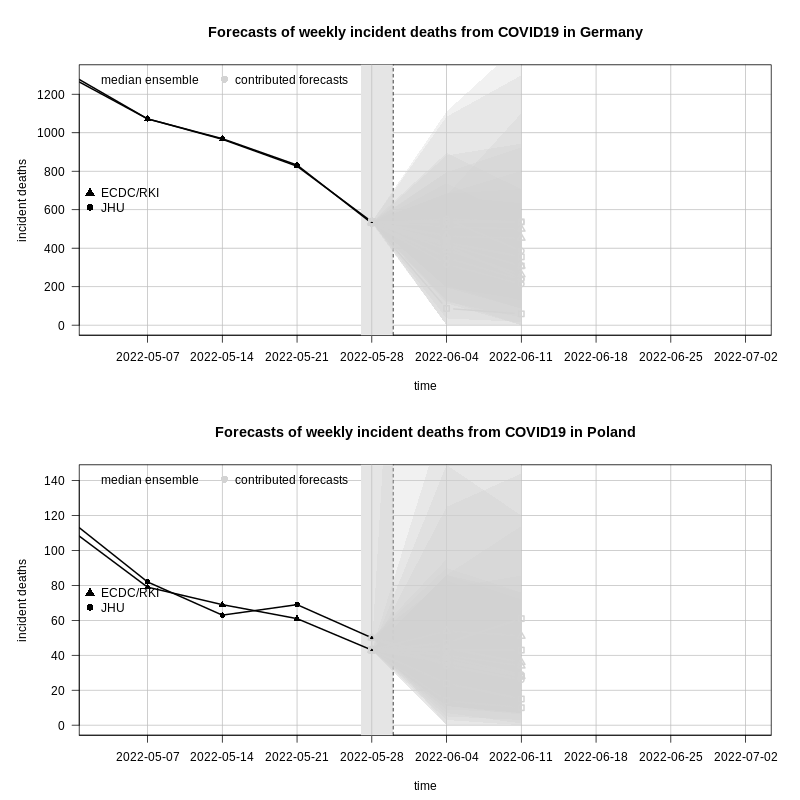 Forecasts of weekly incident deaths from COVID19 in Germany
median ensemble contributed forecasts
1200
1000
800
ECDC/RKI
JHU
600
400
200
0
incident deaths
2022-05-07 2022-05-14 2022-05-21 2022-05-28 2022-06-04 2022-06-11 2022-06-18 2022-06-25 2022-07-02
time
Forecasts of weekly incident deaths from COVID19 in Poland
median ensemble contributed forecasts
140
120
100
80
ECDC/RKI
JHU
60
40
20
0
incident deaths
2022-05-07 2022-05-14 2022-05-21 2022-05-28 2022-06-04 2022-06-11 2022-06-18 2022-06-25 2022-07-02
time